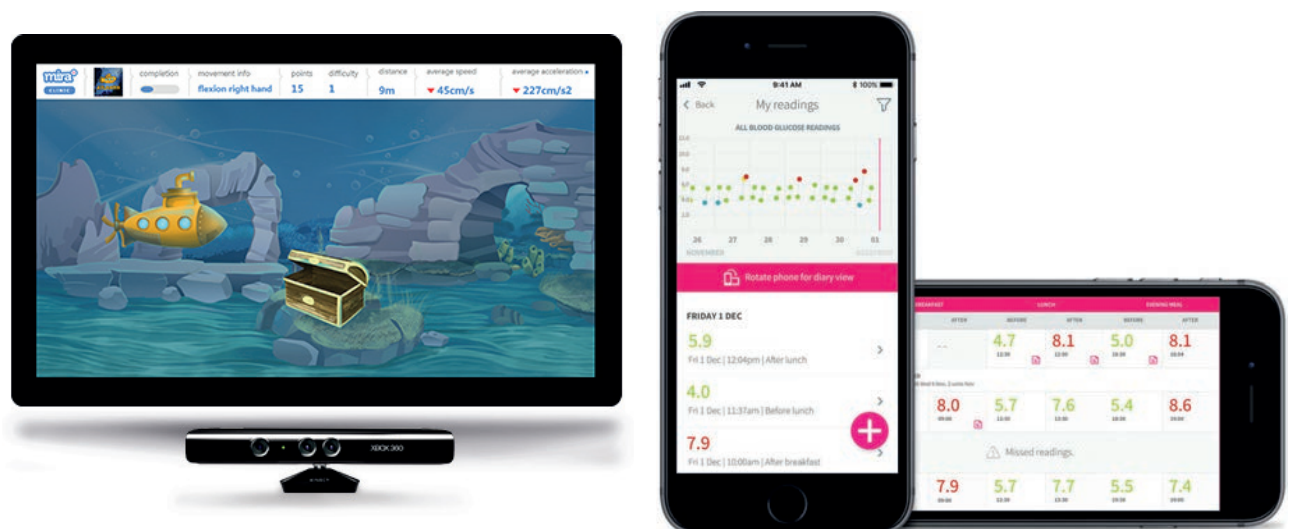 mira
CLINIC
completion
movement info
flexion right hand
points
15
difficulty
1
distance
9m
average speed
45cm/s
average acceleration
227cm/s2
XBOX 360
KINECT
9:41 AM
100%
Back
My readings
ALL BLOOD GLUCOSE READINGS
26 27 28 29 30 01
NOVEMBER
Rotate phone for diary view
FRIDAY 1 DEC
5.9
Fri 1 Dec | 12:04pm | After lunch
4.0
Fri 1 Dec | 11:37am | Before lunch
7.9
Fri 1 Dec | 10:00am | After breakfast
LUNCH EVENING MEAL
AFTER BEFORE AFTER BEFORE AFTER
-- 4.7 8.1 5.0 8.1
8.0 5.7 7.6 5.4 8.6
Missed readings.
7.9 5.7 7.7 5.5 7.4